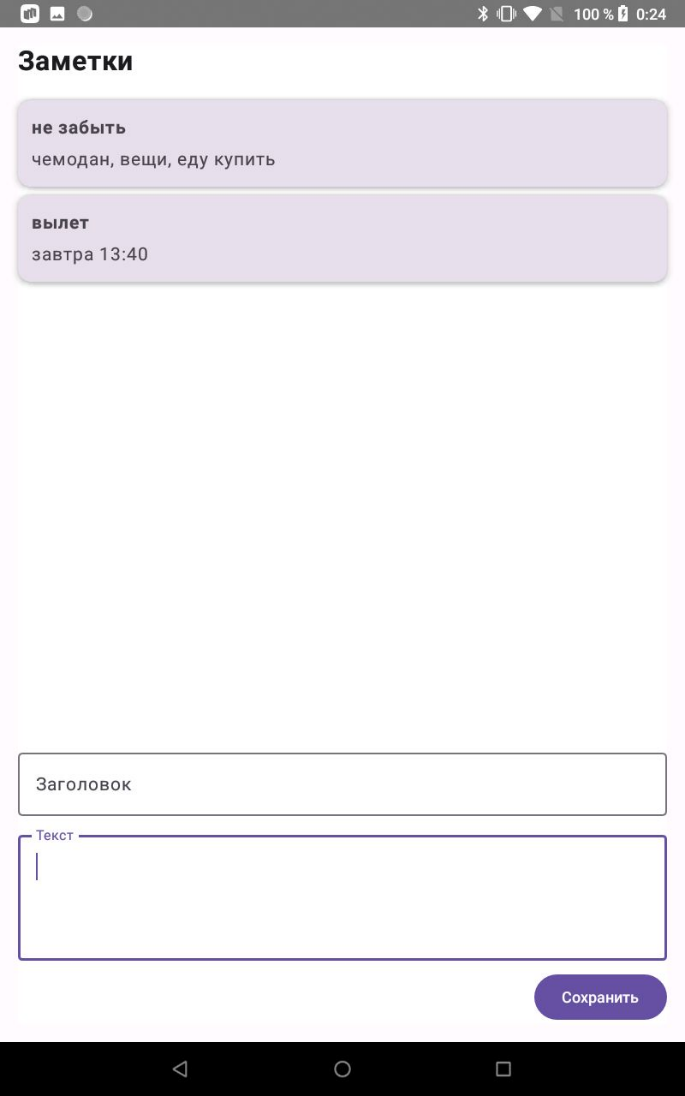 100 % 0:24
Заметки
не забыть
чемодан, вещи, еду купить
вылет
завтра 13:40
Заголовок
Текст
Сохранить